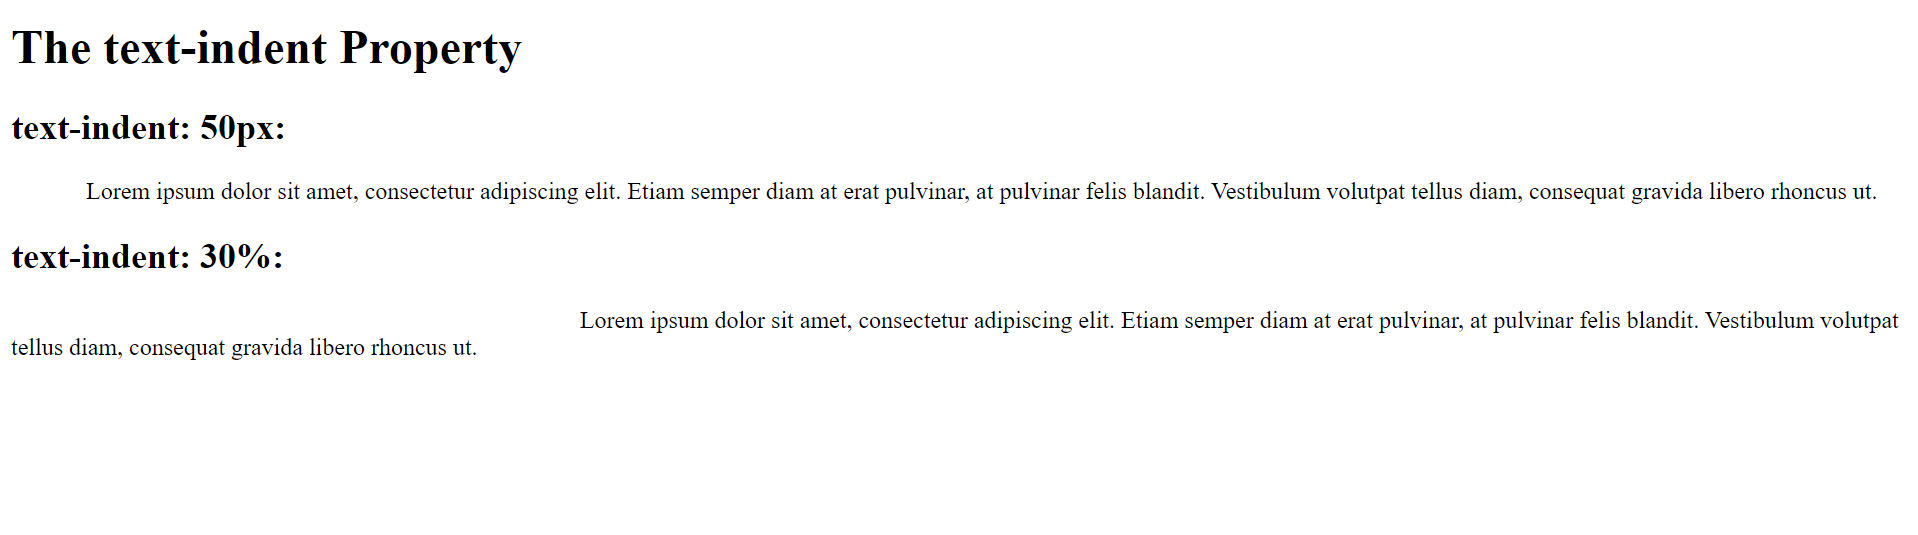 The text-indent Property
text-indent: 50px:
Lorem ipsum dolor sit amet, consectetur adipiscing elit. Etiam semper diam at erat pulvinar, at pulvinar felis blandit. Vestibulum volutpat tellus diam, consequat gravida libero rhoncus ut.
text-indent: 30%:
Lorem ipsum dolor sit amet, consectetur adipiscing elit. Etiam semper diam at erat pulvinar, at pulvinar felis blandit. Vestibulum volutpat
tellus diam, consequat gravida libero rhoncus ut.